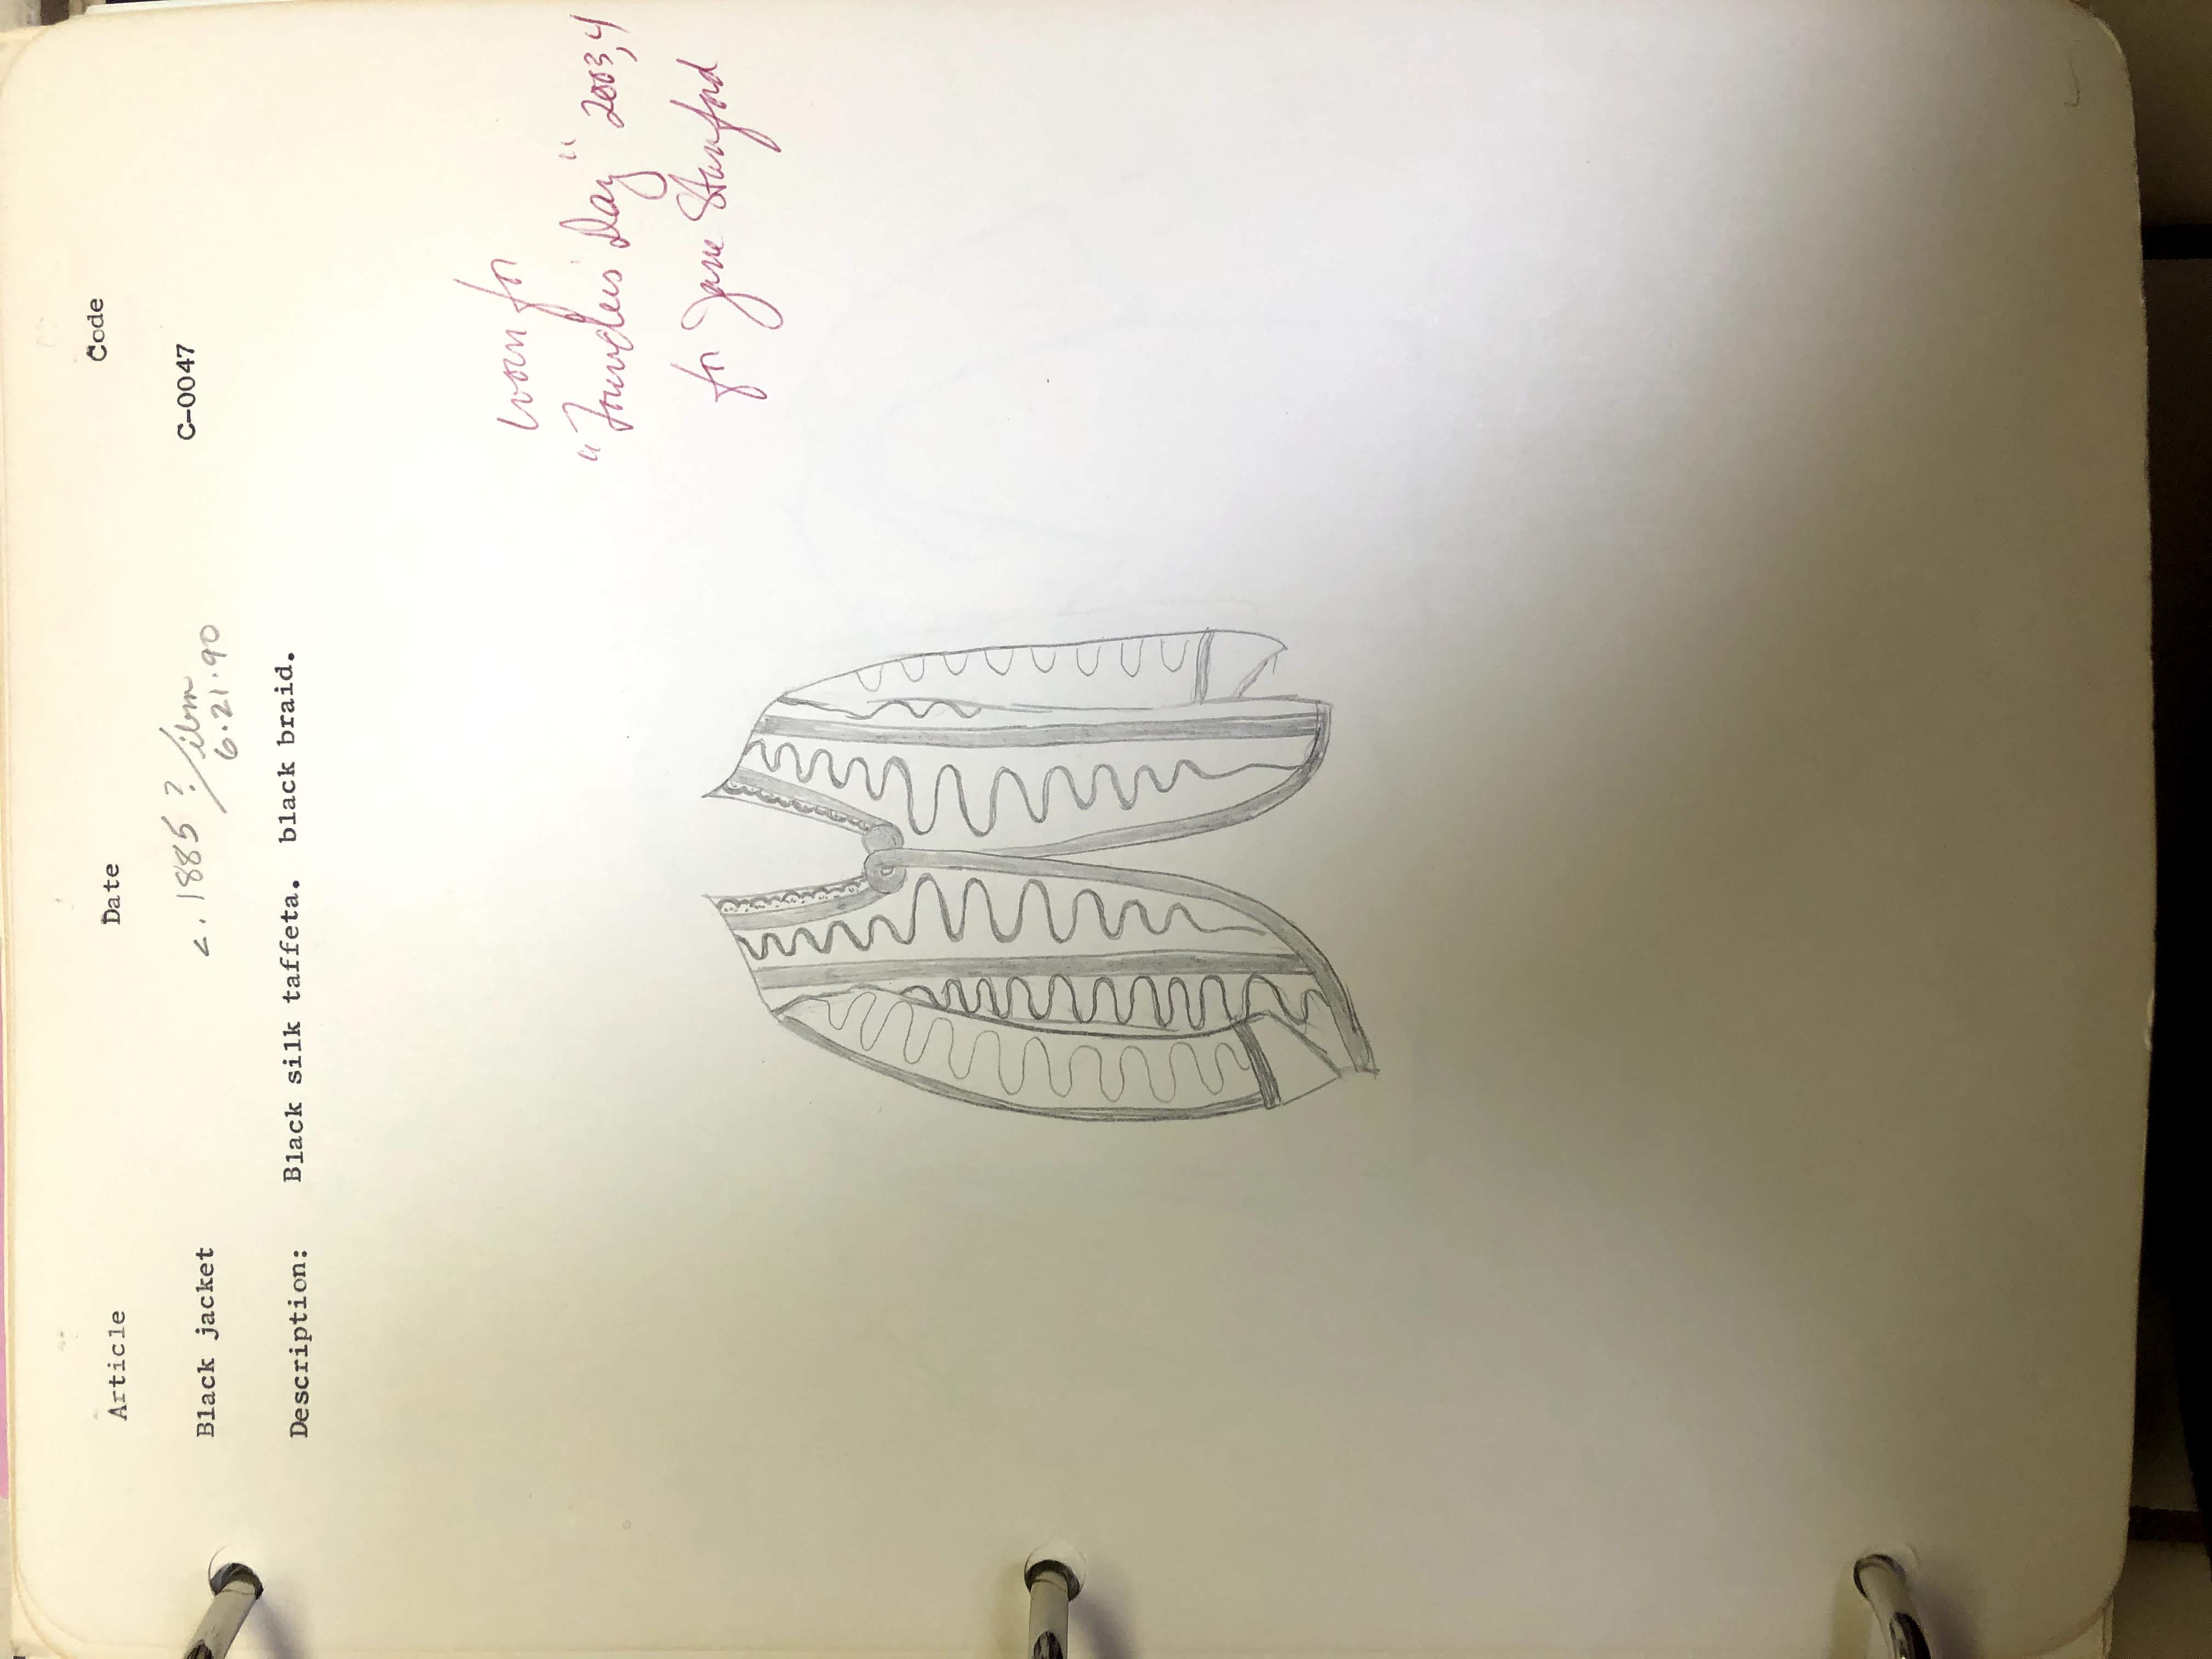 Article Date Code
Black jacket c. 1885 ? /ibm C-0047
6.21.90
Description: Black silk taffeta. black braid.
worn for
"Founders Day" 2003,4
for Jane Stanford